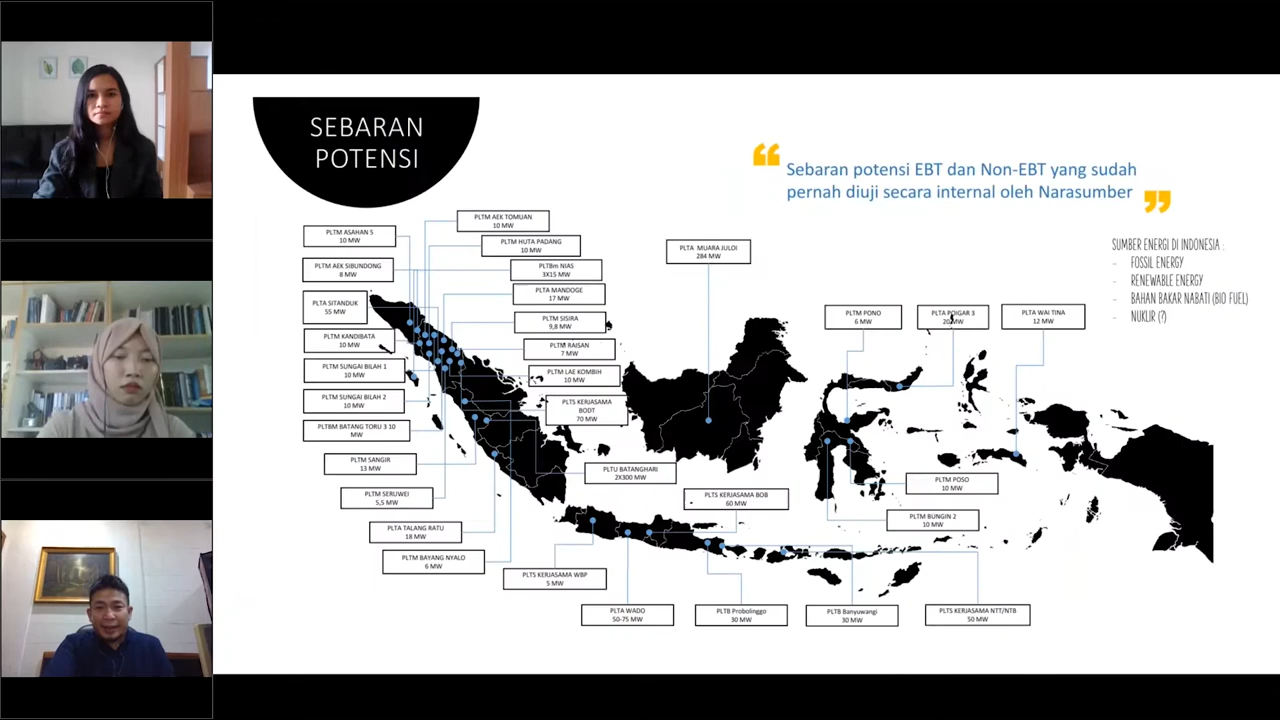 SEBARAN
POTENSI
Sebaran potensi EBT dan Non-EBT yang sudah
pernah diuji secara internal oleh Narasumber
SUMBER ENERGI DI INDONESIA :
- FOSSIL ENERGY
- RENEWABLE ENERGY
- BAHAN BAKAR NABATI (BIO FUEL)
- NUKLIR (?)
PLTM AEK TOMUAN
10 MW
PLTM ASAHAN 5
10 MW
PLTM HUTA PADANG
10 MW
PLTM AEK SIBUNDONG
8 MW
PLTBm NIAS
3X15 MW
PLTA MANDOGE
17 MW
PLTA SITANDUK
55 MW
PLTM SISIRA
9,8 MW
PLTM KANDIBATA
10 MW
PLTM RAISAN
7 MW
PLTM SUNGAI BILAH 1
10 MW
PLTM LAE KOMBIH
10 MW
PLTM SUNGAI BILAH 2
10 MW
PLTS KERJASAMA
BODT
70 MW
PLTBM BATANG TORU 3 10
MW
PLTM SANGIR
13 MW
PLTU BATANGHARI
2X300 MW
PLTM SERUWEI
5,5 MW
PLTA TALANG RATU
18 MW
PLTM BAYANG NYALO
6 MW
PLTA MUARA JULOI
284 MW
PLTM PONO
6 MW
PLTA POIGAR 3
20 MW
PLTA WAI TINA
12 MW
PLTM POSO
10 MW
PLTM BUNGIN 2
10 MW
PLTS KERJASAMA BOB
60 MW
PLTS KERJASAMA WBP
5 MW
PLTA WADO
50-75 MW
PLTB Probolinggo
30 MW
PLTB Banyuwangi
30 MW
PLTS KERJASAMA NTT/NTB
50 MW